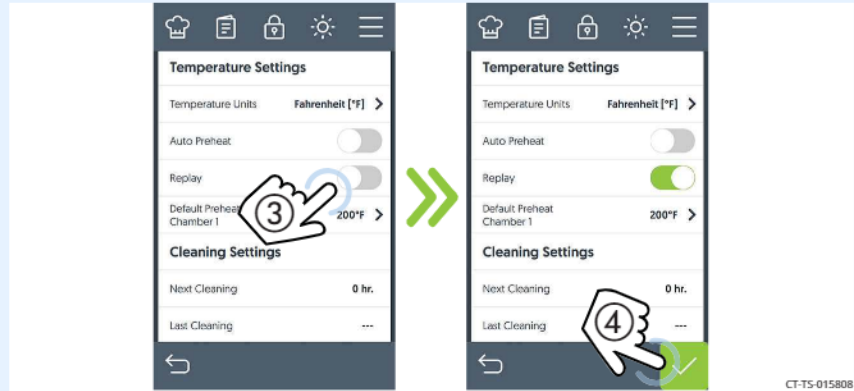 Temperature Settings
Temperature Units Fahrenheit [°F]
Auto Preheat
Replay
Default Preheat
Chamber 1
200°F
3
Cleaning Settings
Next Cleaning 0 hr.
Last Cleaning ---
Temperature Settings
Temperature Units Fahrenheit [°F]
Auto Preheat
Replay
Default Preheat
Chamber 1
200°F
Cleaning Settings
Next Cleaning 0 hr.
Last Cleaning ---
4
CT-TS-015808